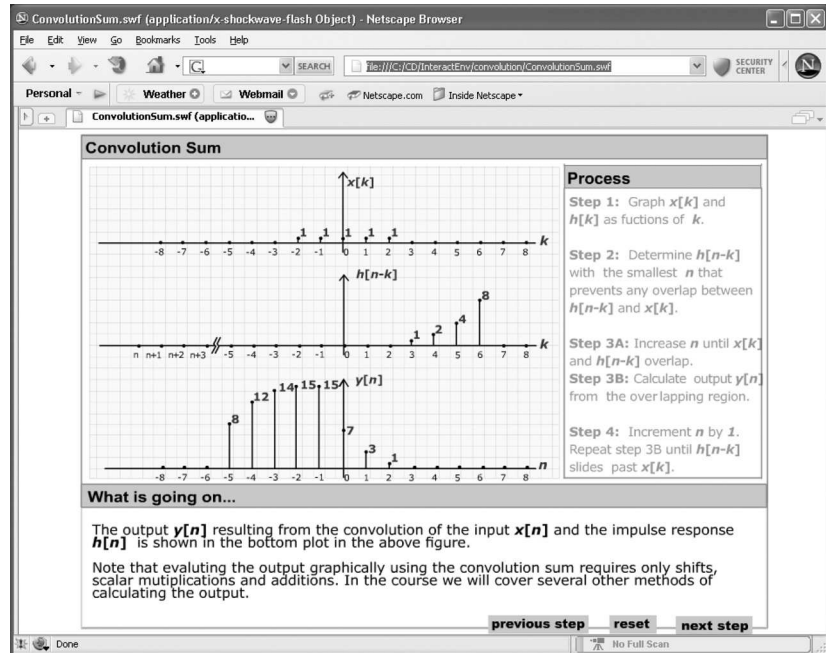 ConvolutionSum.swf (application/x-shockwave-flash Object) - Netscape Browser
File Edit View Go Bookmarks Tools Help
G SEARCH file:///C:/CD/InteractEnv/convolution/ConvolutionSum.swf SECURITY CENTER N
Personal Weather Webmail Netscape.com Inside Netscape
ConvolutionSum.swf (applicatio...
Convolution Sum
x[k]
1 1 1 1 1
k
-8 -7 -6 -5 -4 -3 -2 -1 0 1 2 3 4 5 6 7 8
h[n-k]
1 2 4 8
k
n n+1 n+2 n+3 -5 -4 -3 -2 -1 0 1 2 3 4 5 6 7 8
y[n]
8 12 14 15 15 7 3 1
n
-8 -7 -6 -5 -4 -3 -2 -1 0 1 2 3 4 5 6 7 8
Process
Step 1: Graph x[k] and
h[k] as fuctions of k.
Step 2: Determine h[n-k]
with the smallest n that
prevents any overlap between
h[n-k] and x[k].
Step 3A: Increase n until x[k]
and h[n-k] overlap.
Step 3B: Calculate output y[n]
from the over lapping region.
Step 4: Increment n by 1.
Repeat step 3B until h[n-k]
slides past x[k].
What is going on...
The output y[n] resulting from the convolution of the input x[n] and the impulse response
h[n] is shown in the bottom plot in the above figure.
Note that evaluting the output graphically using the convolution sum requires only shifts,
scalar mutiplications and additions. In the course we will cover several other methods of
calculating the output.
previous step reset next step
Done No Full Scan